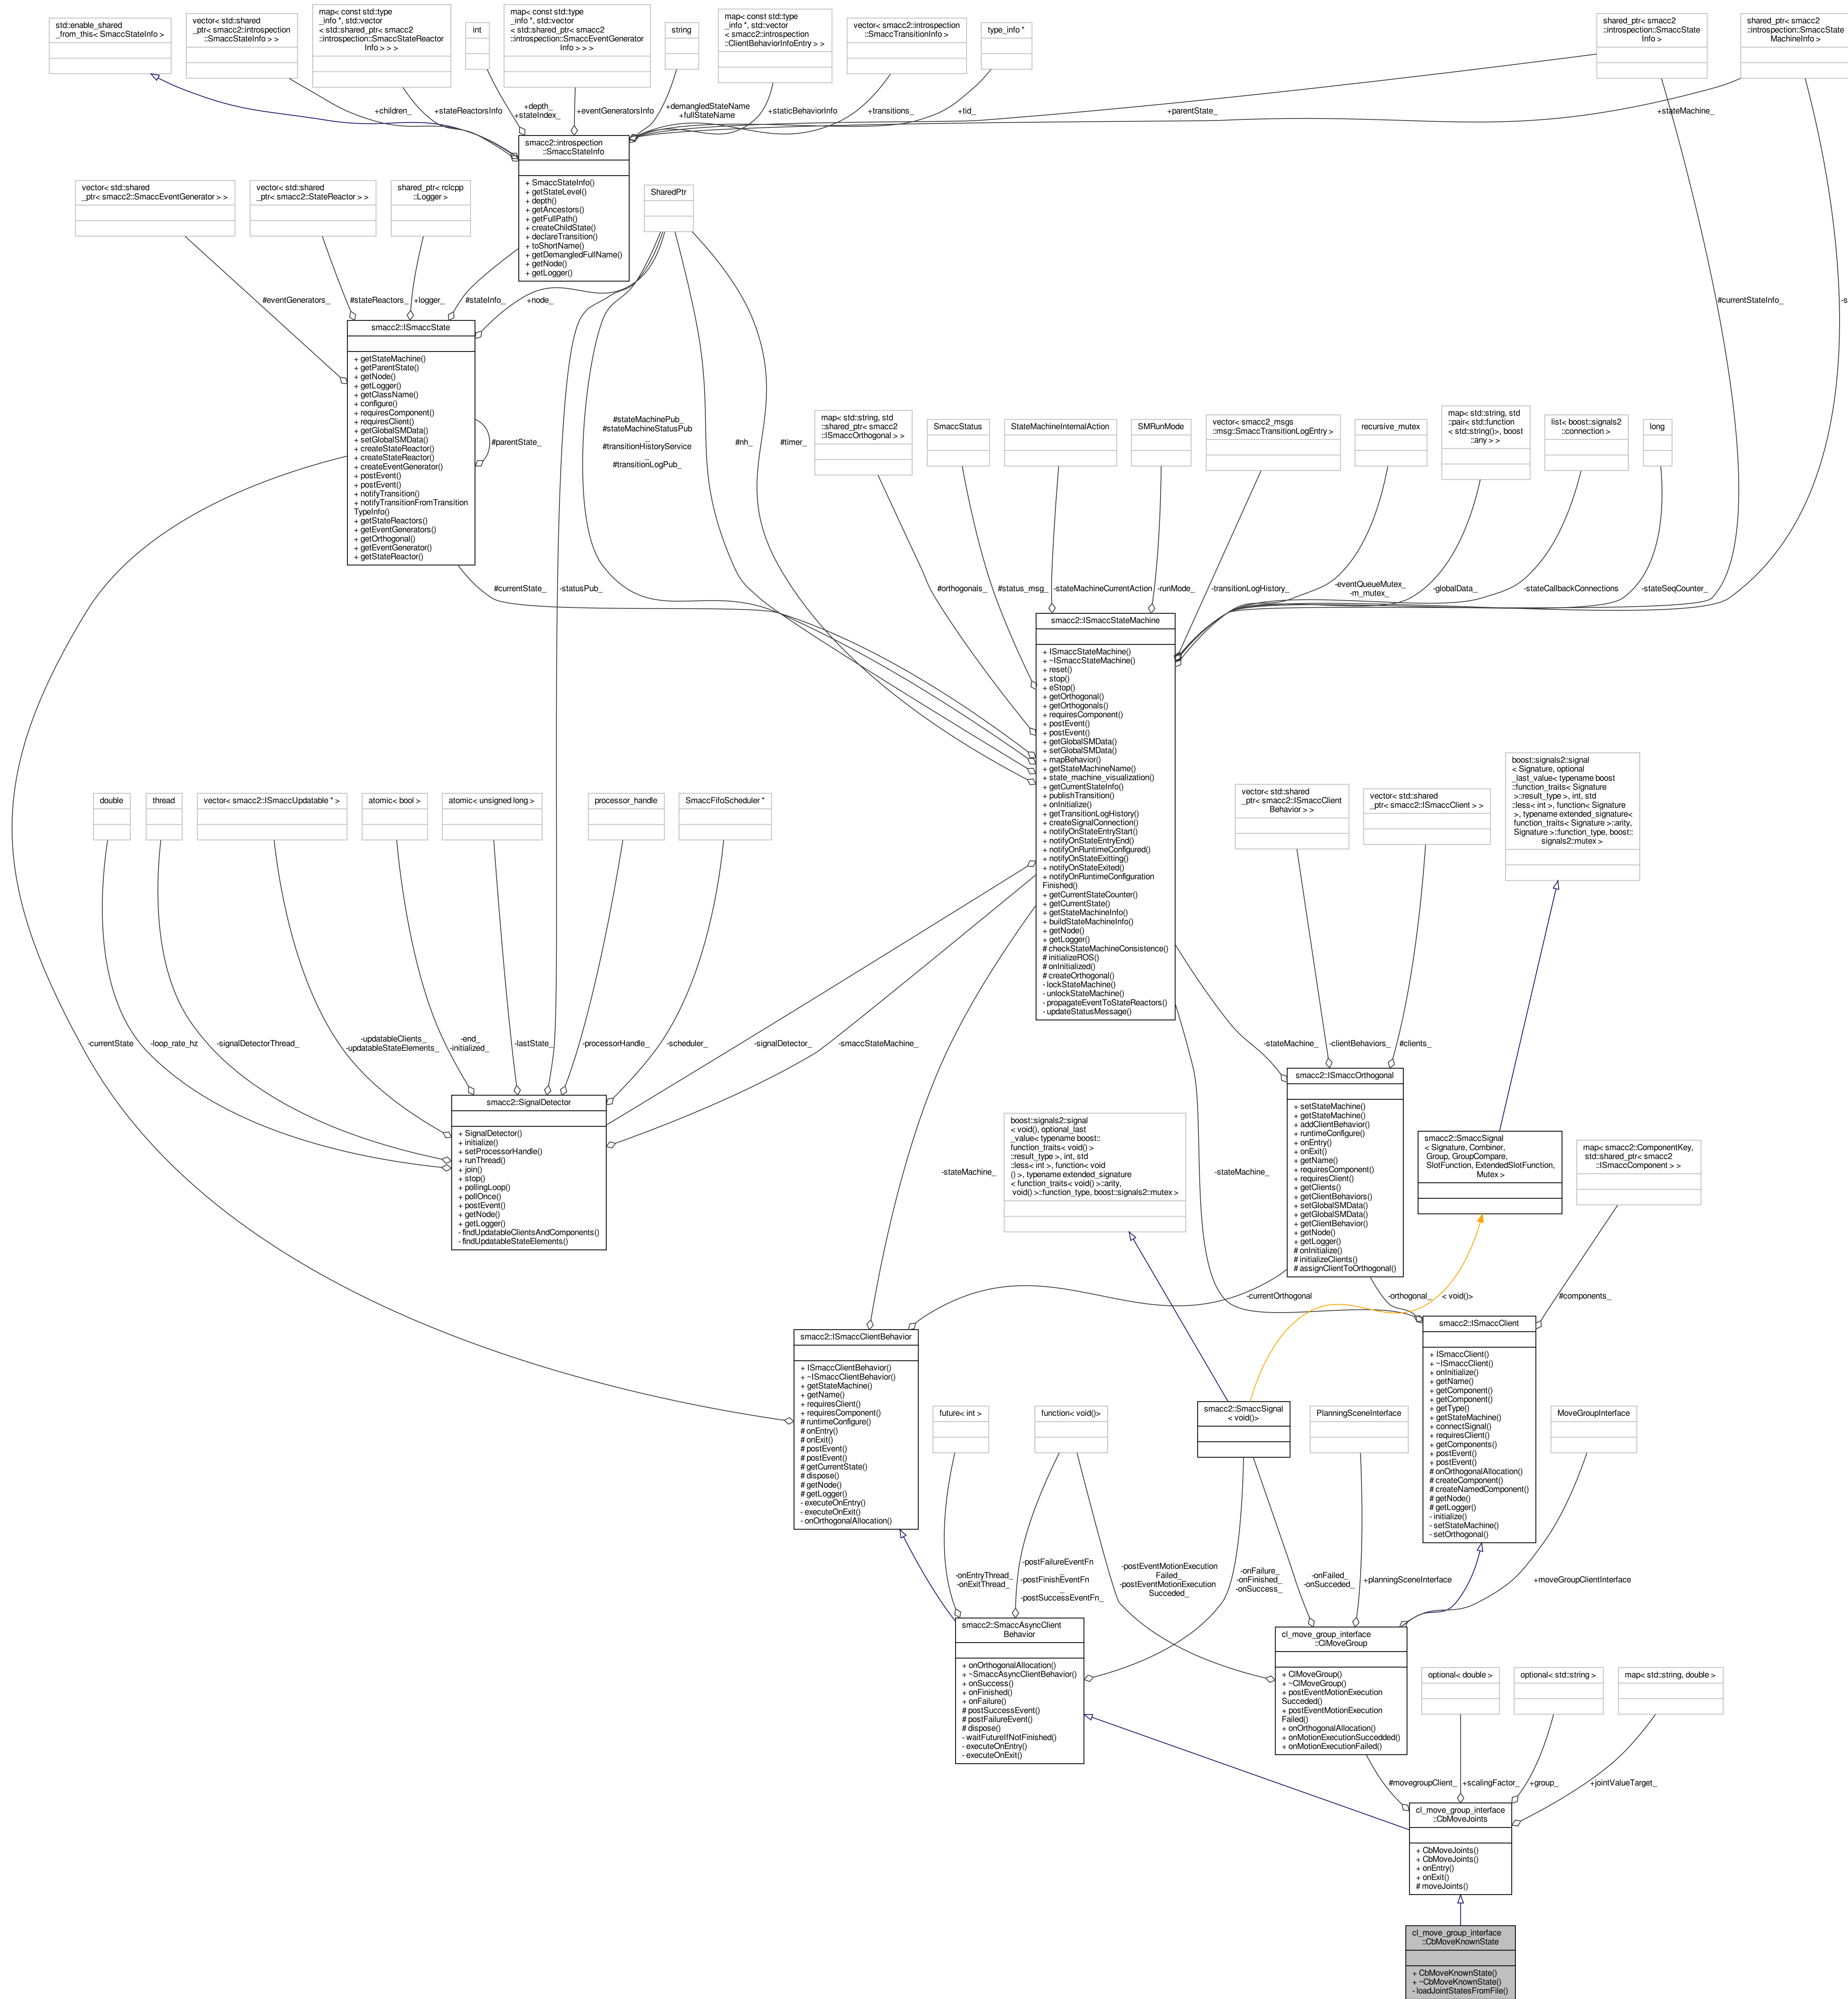 std::enable_shared
_from_this< SmaccStateInfo >
vector< std::shared
_ptr< smacc2::introspection
::SmaccStateInfo > >
map< const std::type
_info *, std::vector
< std::shared_ptr< smacc2
::introspection::SmaccStateReactor
Info > > >
int
map< const std::type
_info *, std::vector
< std::shared_ptr< smacc2
::introspection::SmaccEventGenerator
Info > > >
string
map< const std::type
_info *, std::vector
< smacc2::introspection
::ClientBehaviorInfoEntry > >
vector< smacc2::introspection
::SmaccTransitionInfo >
type_info *
shared_ptr< smacc2
::introspection::SmaccState
Info >
shared_ptr< smacc2
::introspection::SmaccState
MachineInfo >
+children_
+stateReactorsInfo
+depth_
+stateIndex_
+eventGeneratorsInfo
+demangledStateName
+fullStateName
+staticBehaviorInfo
+transitions_
+tid_
+parentState_
+stateMachine_
smacc2::introspection
::SmaccStateInfo
+ SmaccStateInfo()
+ getStateLevel()
+ depth()
+ getAncestors()
+ getFullPath()
+ createChildState()
+ declareTransition()
+ toShortName()
+ getDemangledFullName()
+ getNode()
+ getLogger()
vector< std::shared
_ptr< smacc2::SmaccEventGenerator > >
vector< std::shared
_ptr< smacc2::StateReactor > >
shared_ptr< rclcpp
::Logger >
SharedPtr
#eventGenerators_
#stateReactors_
+logger_
#stateInfo_
+node_
#currentStateInfo_
-s
smacc2::ISmaccState
+ getStateMachine()
+ getParentState()
+ getNode()
+ getLogger()
+ getClassName()
+ configure()
+ requiresComponent()
+ requiresClient()
+ getGlobalSMData()
+ setGlobalSMData()
+ createStateReactor()
+ createStateReactor()
+ createEventGenerator()
+ postEvent()
+ postEvent()
+ notifyTransition()
+ notifyTransitionFromTransition
TypeInfo()
+ getStateReactors()
+ getEventGenerators()
+ getOrthogonal()
+ getEventGenerator()
+ getStateReactor()
#parentState_
#stateMachinePub_
#stateMachineStatusPub
_
#transitionHistoryService
_
#transitionLogPub_
#nh_
#timer_
map< std::string, std
::shared_ptr< smacc2
::ISmaccOrthogonal > >
SmaccStatus
StateMachineInternalAction
SMRunMode
vector< smacc2_msgs
::msg::SmaccTransitionLogEntry >
recursive_mutex
map< std::string, std
::pair< std::function
< std::string()>, boost
::any > >
list< boost::signals2
::connection >
long
#currentState_
-statusPub_
#orthogonals_
#status_msg_
-stateMachineCurrentAction
-runMode_
-transitionLogHistory_
-eventQueueMutex_
-m_mutex_
-globalData_
-stateCallbackConnections
-stateSeqCounter_
smacc2::ISmaccStateMachine
+ ISmaccStateMachine()
+ ~ISmaccStateMachine()
+ reset()
+ stop()
+ eStop()
+ getOrthogonal()
+ getOrthogonals()
+ requiresComponent()
+ postEvent()
+ postEvent()
+ getGlobalSMData()
+ setGlobalSMData()
+ mapBehavior()
+ getStateMachineName()
+ state_machine_visualization()
+ getCurrentStateInfo()
+ publishTransition()
+ onInitialize()
+ getTransitionLogHistory()
+ createSignalConnection()
+ notifyOnStateEntryStart()
+ notifyOnStateEntryEnd()
+ notifyOnRuntimeConfigured()
+ notifyOnStateExitting()
+ notifyOnStateExited()
+ notifyOnRuntimeConfiguration
Finished()
+ getCurrentStateCounter()
+ getCurrentState()
+ getStateMachineInfo()
+ buildStateMachineInfo()
+ getNode()
+ getLogger()
# checkStateMachineConsistence()
# initializeROS()
# onInitialized()
# createOrthogonal()
- lockStateMachine()
- unlockStateMachine()
- propagateEventToStateReactors()
- updateStatusMessage()
double
thread
vector< smacc2::ISmaccUpdatable * >
atomic< bool >
atomic< unsigned long >
processor_handle
SmaccFifoScheduler *
vector< std::shared
_ptr< smacc2::ISmaccClient
Behavior > >
vector< std::shared
_ptr< smacc2::ISmaccClient > >
boost::signals2::signal
< Signature, optional
_last_value< typename boost
::function_traits< Signature
>::result_type >, int, std
::less< int >, function< Signature
>, typename extended_signature<
function_traits< Signature >::arity,
Signature >::function_type, boost::
signals2::mutex >
-currentState
-loop_rate_hz
-signalDetectorThread_
-updatableClients_
-updatableStateElements_
-end_
-initialized_
-lastState_
-processorHandle_
-scheduler_
-signalDetector_
-smaccStateMachine_
-stateMachine_
-clientBehaviors_
#clients_
smacc2::SignalDetector
+ SignalDetector()
+ initialize()
+ setProcessorHandle()
+ runThread()
+ join()
+ stop()
+ pollingLoop()
+ pollOnce()
+ postEvent()
+ getNode()
+ getLogger()
- findUpdatableClientsAndComponents()
- findUpdatableStateElements()
smacc2::ISmaccOrthogonal
+ setStateMachine()
+ getStateMachine()
+ addClientBehavior()
+ runtimeConfigure()
+ onEntry()
+ onExit()
+ getName()
+ requiresComponent()
+ requiresClient()
+ getClients()
+ getClientBehaviors()
+ setGlobalSMData()
+ getGlobalSMData()
+ getClientBehavior()
+ getNode()
+ getLogger()
# onInitialize()
# initializeClients()
# assignClientToOrthogonal()
boost::signals2::signal
< void(), optional_last
_value< typename boost::
function_traits< void() >
::result_type >, int, std
::less< int >, function< void
() >, typename extended_signature
< function_traits< void() >::arity,
void() >::function_type, boost::signals2::mutex >
smacc2::SmaccSignal
< Signature, Combiner,
Group, GroupCompare,
SlotFunction, ExtendedSlotFunction,
Mutex >
map< smacc2::ComponentKey,
std::shared_ptr< smacc2
::ISmaccComponent > >
-stateMachine_
-stateMachine_
-currentOrthogonal
-orthogonal_
< void()>
#components_
smacc2::ISmaccClientBehavior
+ ISmaccClientBehavior()
+ ~ISmaccClientBehavior()
+ getStateMachine()
+ getName()
+ requiresClient()
+ requiresComponent()
# runtimeConfigure()
# onEntry()
# onExit()
# postEvent()
# postEvent()
# getCurrentState()
# dispose()
# getNode()
# getLogger()
- executeOnEntry()
- executeOnExit()
- onOrthogonalAllocation()
smacc2::ISmaccClient
+ ISmaccClient()
+ ~ISmaccClient()
+ onInitialize()
+ getName()
+ getComponent()
+ getComponent()
+ getType()
+ getStateMachine()
+ connectSignal()
+ requiresClient()
+ getComponents()
+ postEvent()
+ postEvent()
# onOrthogonalAllocation()
# createComponent()
# createNamedComponent()
# getNode()
# getLogger()
- initialize()
- setStateMachine()
- setOrthogonal()
future< int >
function< void()>
smacc2::SmaccSignal
< void()>
PlanningSceneInterface
MoveGroupInterface
-onEntryThread_
-onExitThread_
-postFailureEventFn
_
-postFinishEventFn
_
-postSuccessEventFn_
-postEventMotionExecution
Failed_
-postEventMotionExecution
Succeded_
-onFailure_
-onFinished_
-onSuccess_
-onFailed_
-onSucceded_
+planningSceneInterface
+moveGroupClientInterface
smacc2::SmaccAsyncClient
Behavior
+ onOrthogonalAllocation()
+ ~SmaccAsyncClientBehavior()
+ onSuccess()
+ onFinished()
+ onFailure()
# postSuccessEvent()
# postFailureEvent()
# dispose()
- waitFutureIfNotFinished()
- executeOnEntry()
- executeOnExit()
cl_move_group_interface
::ClMoveGroup
+ ClMoveGroup()
+ ~ClMoveGroup()
+ postEventMotionExecution
Succeded()
+ postEventMotionExecution
Failed()
+ onOrthogonalAllocation()
+ onMotionExecutionSuccedded()
+ onMotionExecutionFailed()
optional< double >
optional< std::string >
map< std::string, double >
#movegroupClient_
+scalingFactor_
+group_
+jointValueTarget_
cl_move_group_interface
::CbMoveJoints
+ CbMoveJoints()
+ CbMoveJoints()
+ onEntry()
+ onExit()
# moveJoints()
cl_move_group_interface
::CbMoveKnownState
+ CbMoveKnownState()
+ ~CbMoveKnownState()
- loadJointStatesFromFile()